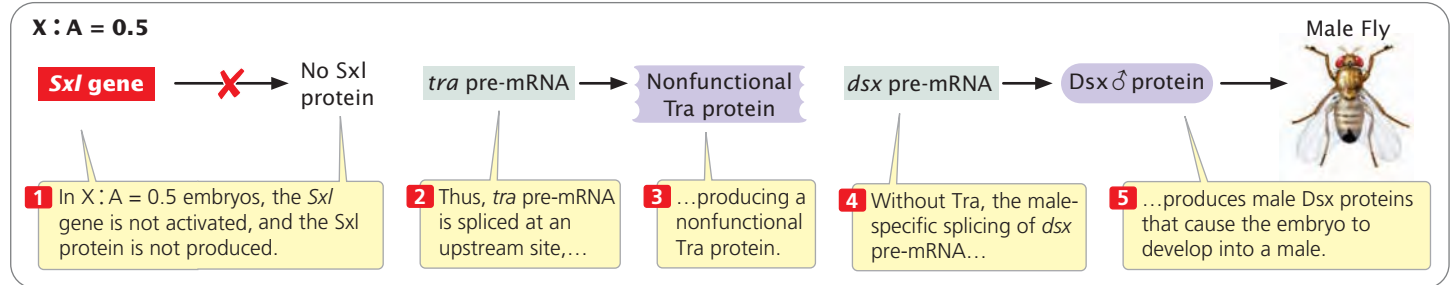 X : A = 0.5
Male Fly
Sxl gene
No Sxl
protein
tra pre-mRNA
Nonfunctional
Tra protein
dsx pre-mRNA
Dsx♂ protein
1 In X : A = 0.5 embryos, the Sxl
gene is not activated, and the Sxl
protein is not produced.
2 Thus, tra pre-mRNA
is spliced at an
upstream site,…
3 …producing a
nonfunctional
Tra protein.
4 Without Tra, the male-
specific splicing of dsx
pre-mRNA…
5 …produces male Dsx proteins
that cause the embryo to
develop into a male.